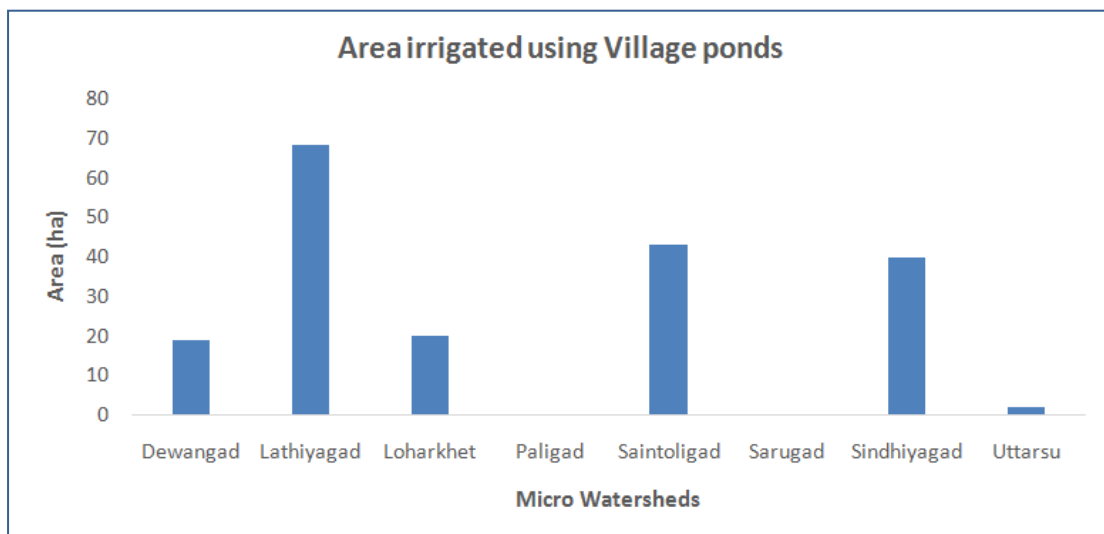 Area irrigated using Village ponds
80
70
60
50
40
30
20
10
0
Area (ha)
Dewangad Lathiyagad Loharkhet Paligad Saintoligad Sarugad Sindhiyagad Uttarsu
Micro Watersheds